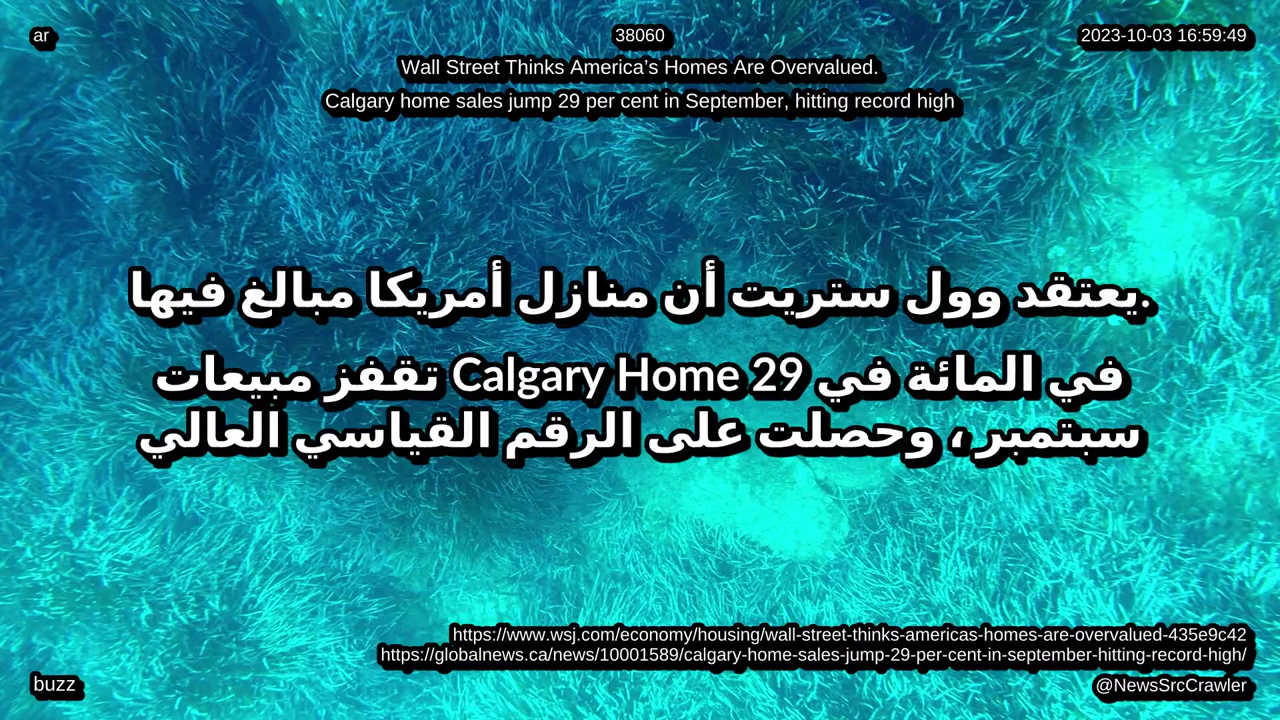 ar
38060
2023-10-03 16:59:49
Wall Street Thinks America’s Homes Are Overvalued.
Calgary home sales jump 29 per cent in September, hitting record high
يعتقد وول ستريت أن منازل أمريكا مبالغ فيها.
تقفز مبيعات Calgary Home 29 في المائة في
سبتمبر ، وحصلت على الرقم القياسي العالي
https://www.wsj.com/economy/housing/wall-street-thinks-americas-homes-are-overvalued-435e9c42
https://globalnews.ca/news/10001589/calgary-home-sales-jump-29-per-cent-in-september-hitting-record-high/
buzz
@NewsSrcCrawler